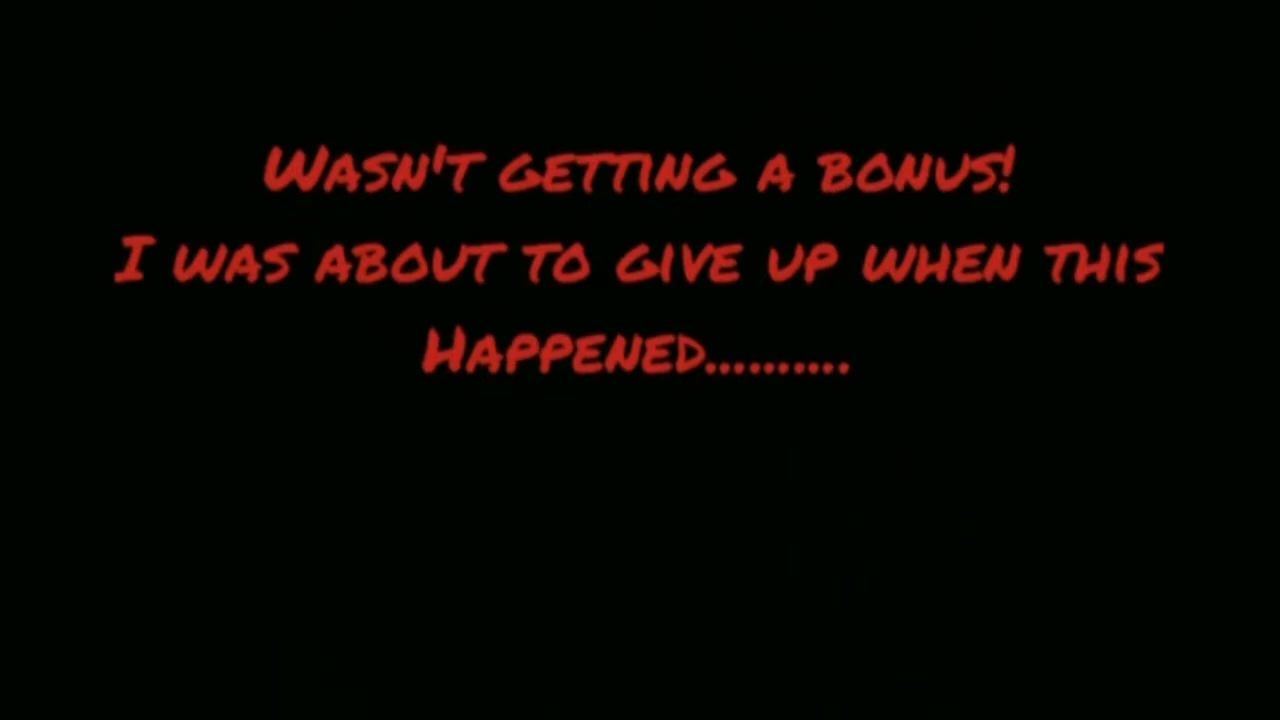 Wasn't getting a bonus!
I was about to give up when this
Happened..........